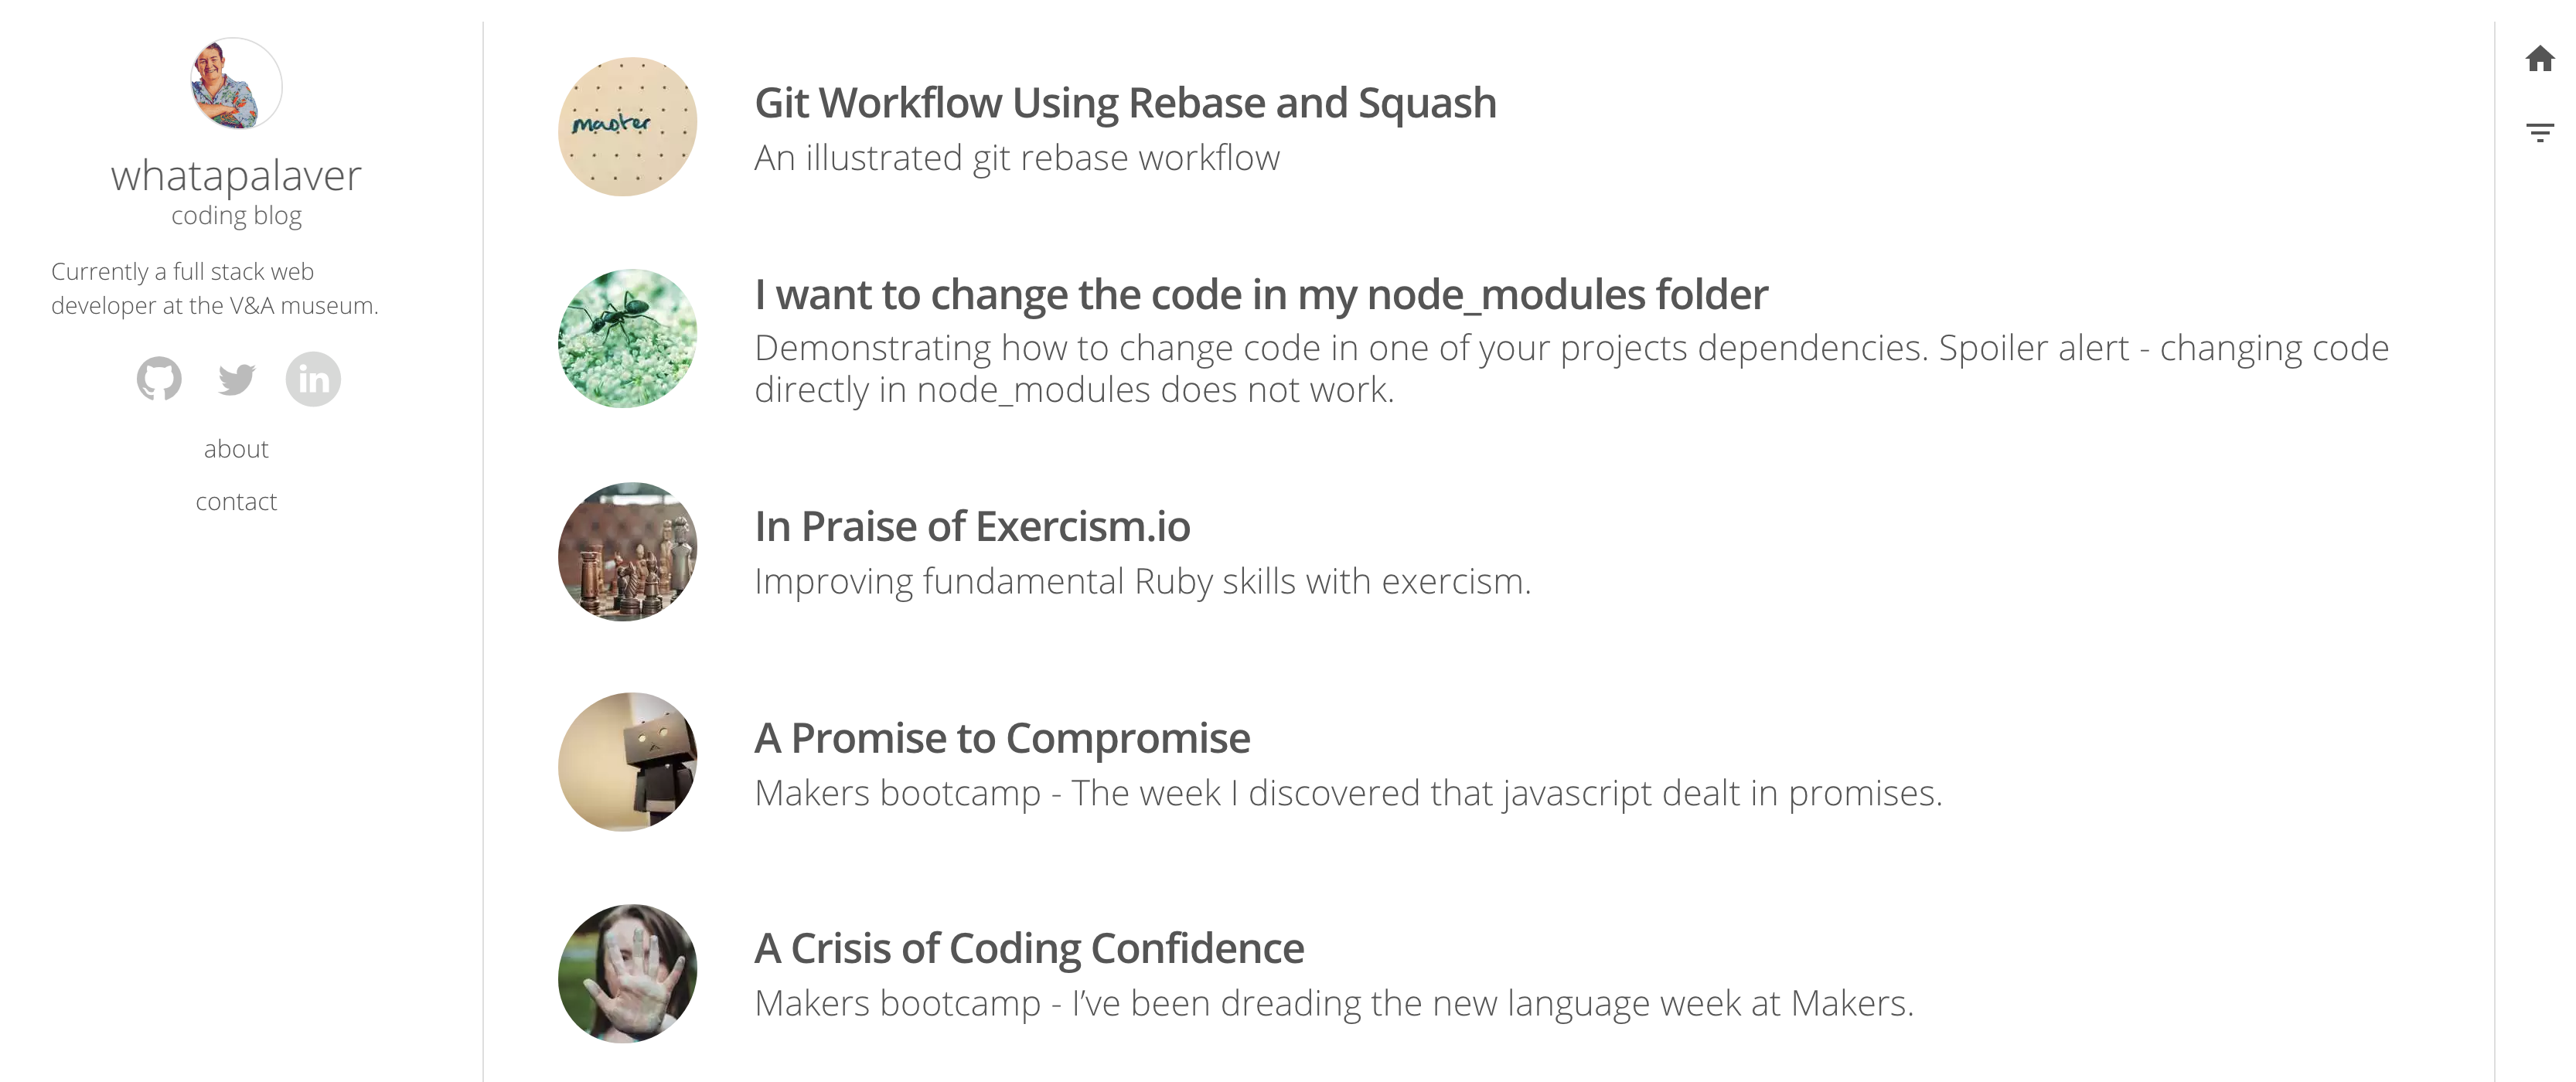 whatapalaver
coding blog
Currently a full stack web
developer at the V&A museum.
in
about
contact
master
Git Workflow Using Rebase and Squash
An illustrated git rebase workflow
I want to change the code in my node_modules folder
Demonstrating how to change code in one of your projects dependencies. Spoiler alert - changing code
directly in node_modules does not work.
In Praise of Exercism.io
Improving fundamental Ruby skills with exercism.
A Promise to Compromise
Makers bootcamp - The week I discovered that javascript dealt in promises.
A Crisis of Coding Confidence
Makers bootcamp - I’ve been dreading the new language week at Makers.